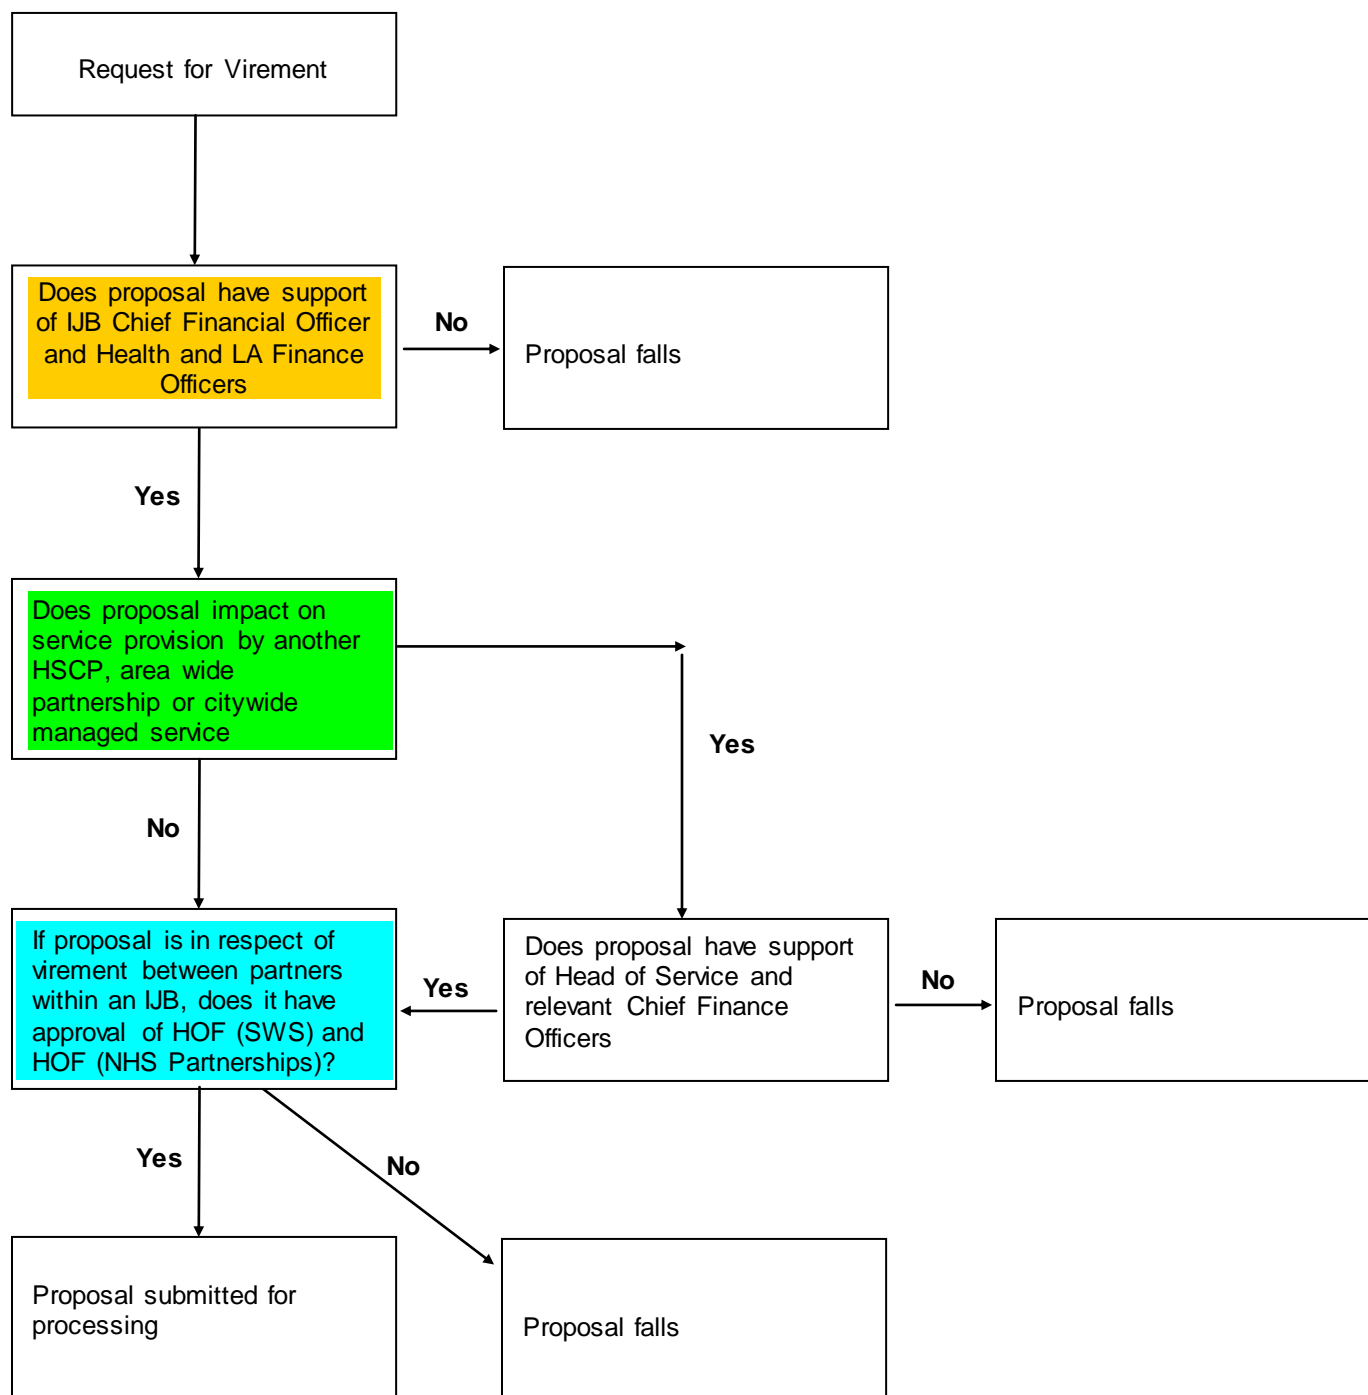 Request for Virement
Does proposal have support
of IJB Chief Financial Officer
and Health and LA Finance
Officers
No
Proposal falls
Yes
Does proposal impact on
service provision by another
HSCP, area wide
partnership or citywide
managed service
Yes
No
If proposal is in respect of
virement between partners
within an IJB, does it have
approval of HOF (SWS) and
HOF (NHS Partnerships)?
Yes
Does proposal have support
of Head of Service and
relevant Chief Finance
Officers
No
Proposal falls
Yes
No
Proposal submitted for
processing
Proposal falls